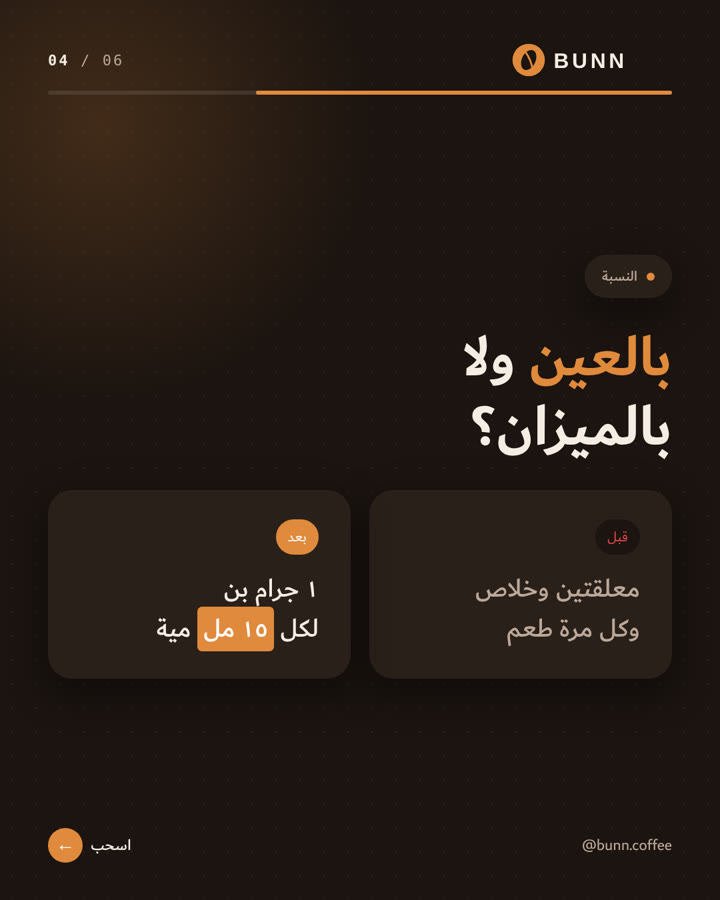 BUNN
04 / 06
النسبة
بالعين ولا
بالميزان؟
قبل
معلقتين وخلاص
وكل مرة طعم
بعد
١ جرام بن
لكل ١٥ مل مية
@bunn.coffee
اسحب ←